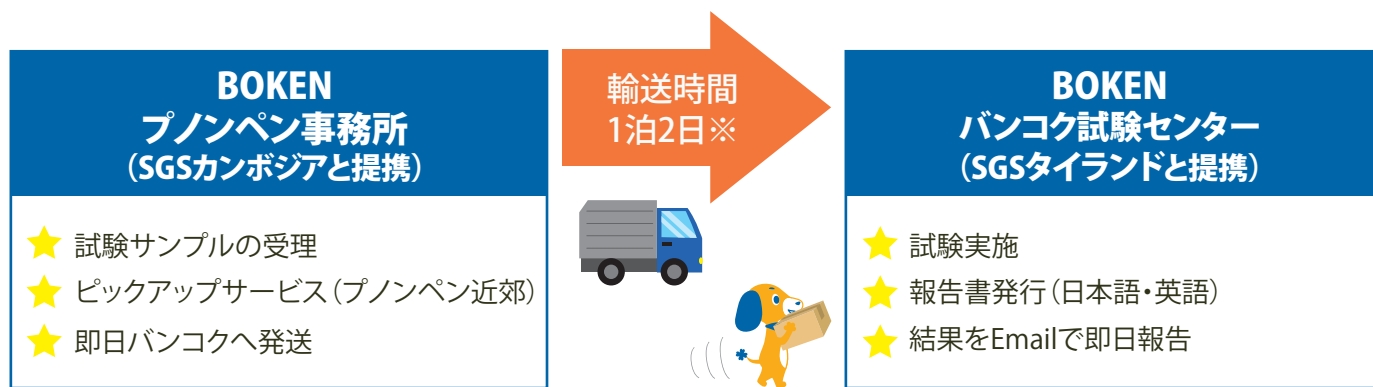 BOKEN
プノンペン事務所
(SGSカンボジアと提携)
試験サンプルの受理
ピックアップサービス(プノンペン近郊)
即日バンコクへ発送
輸送時間
1泊2日※
BOKEN
バンコク試験センター
(SGSタイランドと提携)
試験実施
報告書発行(日本語・英語)
結果をEmailで即日報告